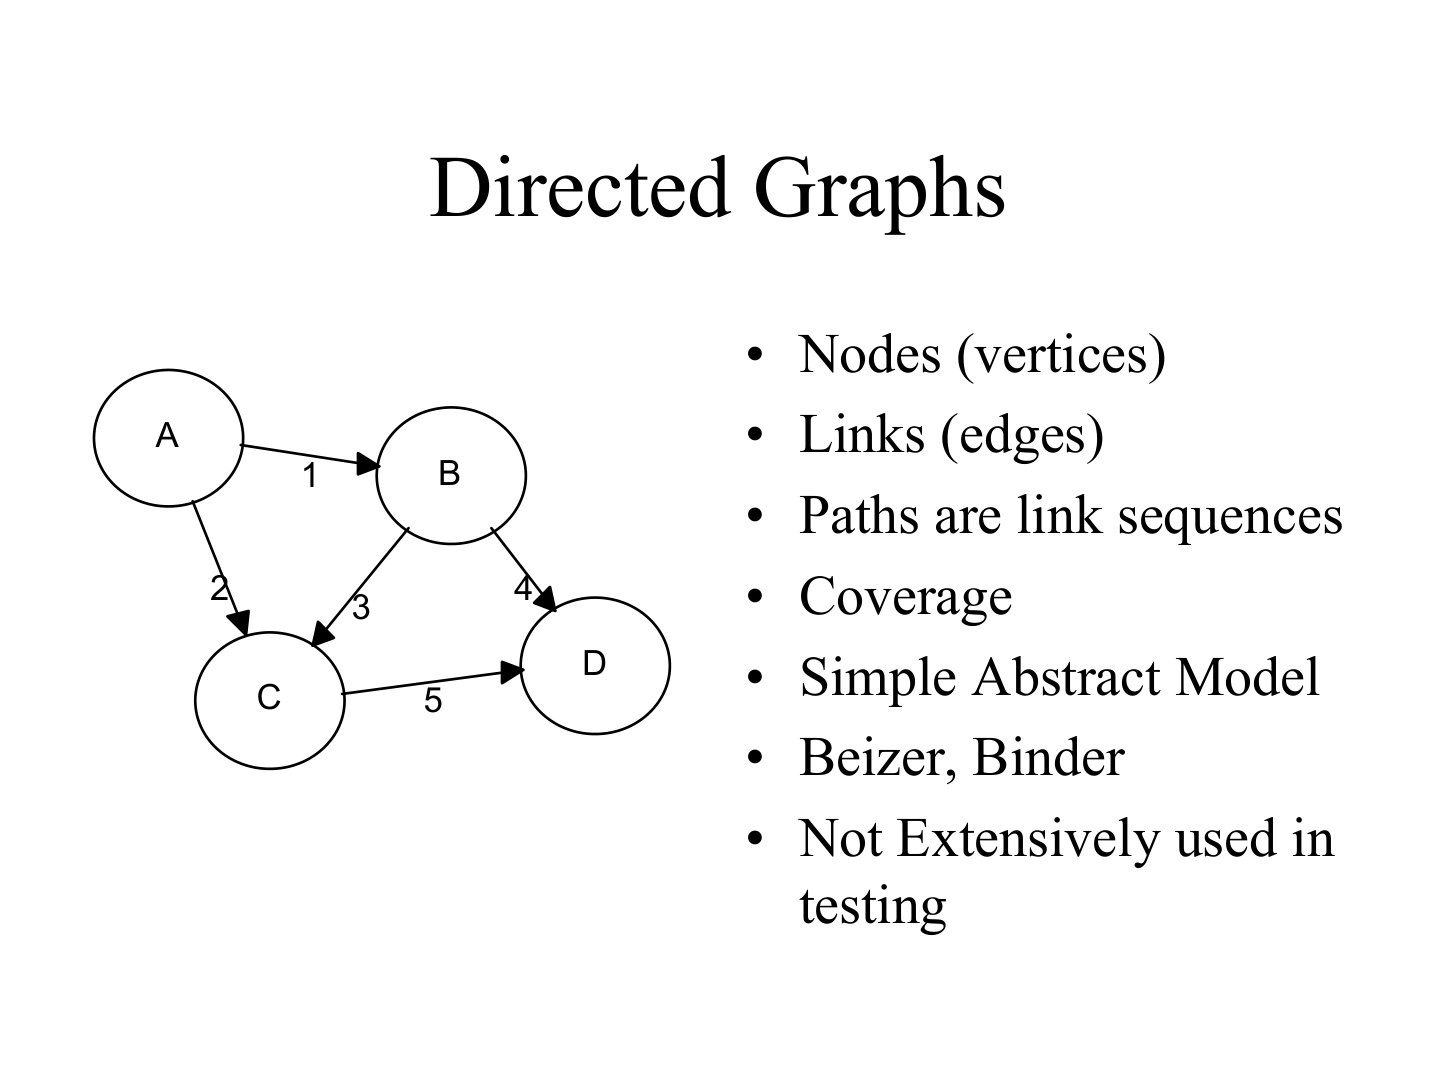 Directed Graphs
A
1
B
2
3
4
C
5
D
• Nodes (vertices)
• Links (edges)
• Paths are link sequences
• Coverage
• Simple Abstract Model
• Beizer, Binder
• Not Extensively used in
testing